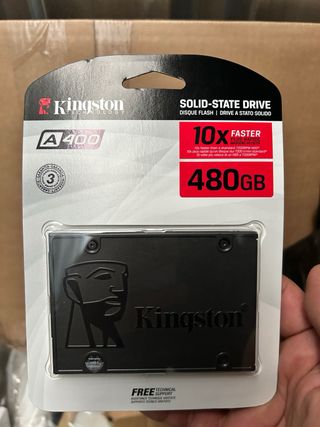 Kingston
TECHNOLOGY
SOLID-STATE DRIVE
DISQUE FLASH | DRIVE A STATO SOLIDO
A400
10x FASTER
3
480GB
Kingston
FREE TECHNICAL SUPPORT